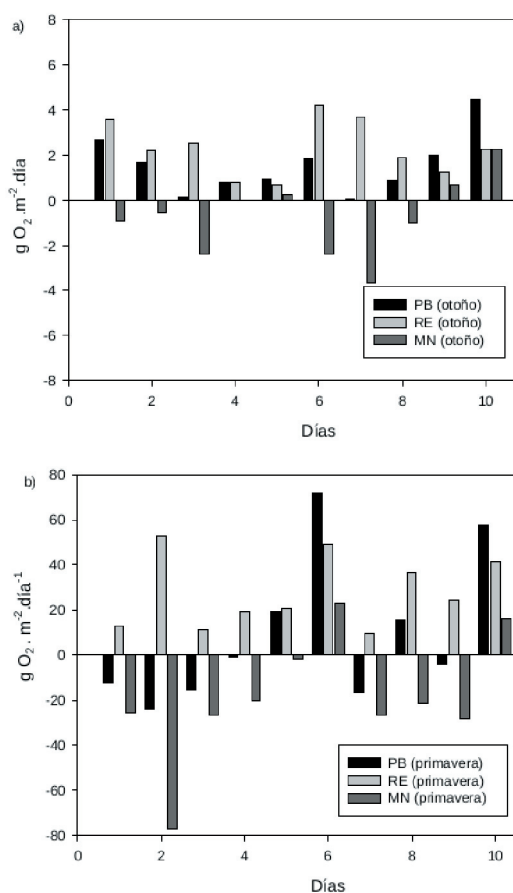 a)
8
6
4
2
0
-2
-4
-6
-8
g O2 .m-2.día
PB (otoño)
RE (otoño)
MN (otoño)
0 2 4 6 8 10
Días
b)
80
60
40
20
0
-20
-40
-60
-80
g O2 . m-2.día-1
PB (primavera)
RE (primavera)
MN (primavera)
0 2 4 6 8 10
Días